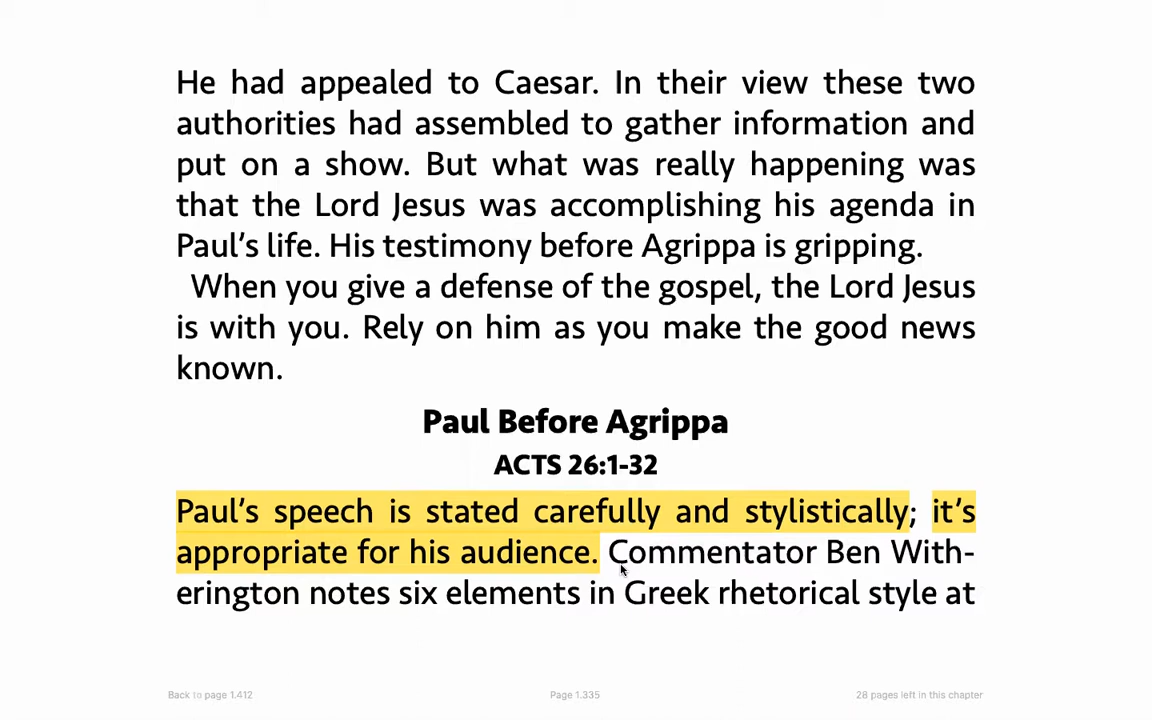 He had appealed to Caesar. In their view these two
authorities had assembled to gather information and
put on a show. But what was really happening was
that the Lord Jesus was accomplishing his agenda in
Paul’s life. His testimony before Agrippa is gripping.
When you give a defense of the gospel, the Lord Jesus
is with you. Rely on him as you make the good news
known.
Paul Before Agrippa
ACTS 26:1-32
Paul’s speech is stated carefully and stylistically; it’s
appropriate for his audience. Commentator Ben With-
erington notes six elements in Greek rhetorical style at
Back to page 1.412
Page 1.335
28 pages left in this chapter